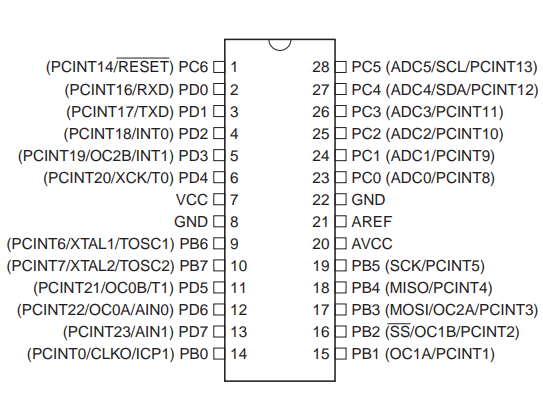 (PCINT14/RESET) PC6 1 28 PC5 (ADC5/SCL/PCINT13)
(PCINT16/RXD) PD0 2 27 PC4 (ADC4/SDA/PCINT12)
(PCINT17/TXD) PD1 3 26 PC3 (ADC3/PCINT11)
(PCINT18/INT0) PD2 4 25 PC2 (ADC2/PCINT10)
(PCINT19/OC2B/INT1) PD3 5 24 PC1 (ADC1/PCINT9)
(PCINT20/XCK/T0) PD4 6 23 PC0 (ADC0/PCINT8)
VCC 7 22 GND
GND 8 21 AREF
(PCINT6/XTAL1/TOSC1) PB6 9 20 AVCC
(PCINT7/XTAL2/TOSC2) PB7 10 19 PB5 (SCK/PCINT5)
(PCINT21/OC0B/T1) PD5 11 18 PB4 (MISO/PCINT4)
(PCINT22/OC0A/AIN0) PD6 12 17 PB3 (MOSI/OC2A/PCINT3)
(PCINT23/AIN1) PD7 13 16 PB2 (SS/OC1B/PCINT2)
(PCINT0/CLKO/ICP1) PB0 14 15 PB1 (OC1A/PCINT1)